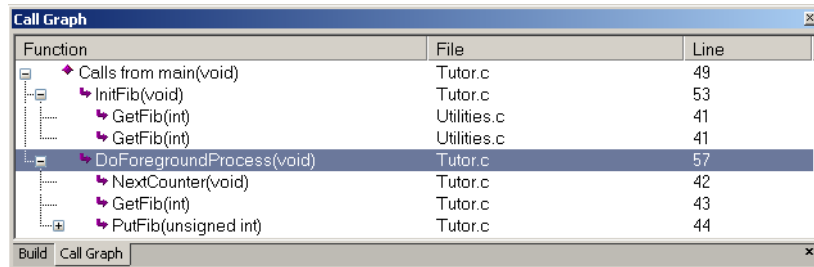 Call Graph
Function File Line
Calls from main(void) Tutor.c 49
InitFib(void) Tutor.c 53
GetFib(int) Utilities.c 41
GetFib(int) Utilities.c 41
DoForegroundProcess(void) Tutor.c 57
NextCounter(void) Tutor.c 42
GetFib(int) Tutor.c 43
PutFib(unsigned int) Tutor.c 44
Build Call Graph